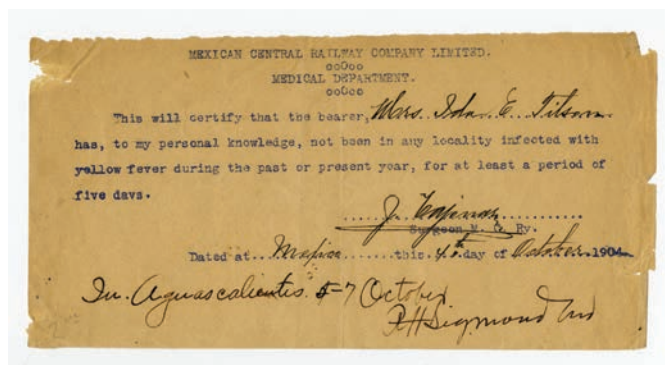 MEXICAN CENTRAL RAILWAY COMPANY LIMITED.
ooOoo
MEDICAL DEPARTMENT.
ooOoo
This will certify that the bearer, Mrs. Ida. E. Tilson
has, to my personal knowledge, not been in any locality infected with
yellow fever during the past or present year, for at least a period of
five days.
J.
Surgeon M. C. Ry.
Dated at..Mexico........this.4th.day of October.1904
In. Aguascalientes. 5-7 October
RHSigmond MD